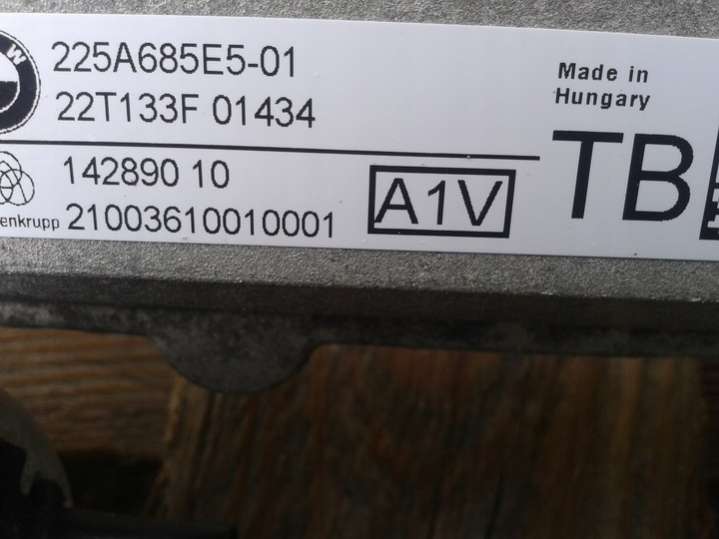 W
225A685E5-01
22T133F 01434
Made in
Hungary
142890 10
enkrupp 21003610010001
A1V
TB